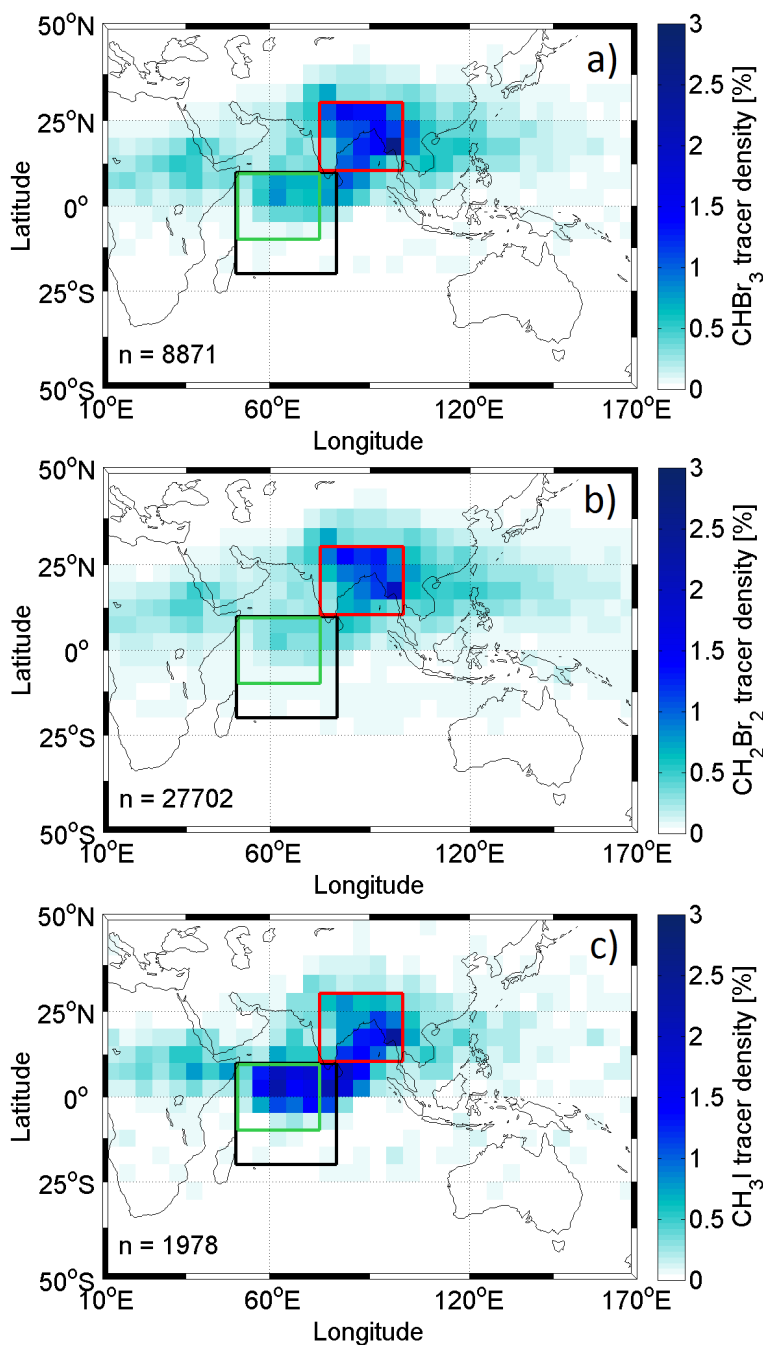 50°N
25°N
0°
25°S
50°S
Latitude
10°E
60°E
120°E
170°E
Longitude
a)
n = 8871
3
2.5
2
1.5
1
0.5
0
CHBr₃ tracer density [%]
50°N
25°N
0°
25°S
50°S
Latitude
10°E
60°E
120°E
170°E
Longitude
b)
n = 27702
3
2.5
2
1.5
1
0.5
0
CH₂Br₂ tracer density [%]
50°N
25°N
0°
25°S
50°S
Latitude
10°E
60°E
120°E
170°E
Longitude
c)
n = 1978
3
2.5
2
1.5
1
0.5
0
CH₃I tracer density [%]